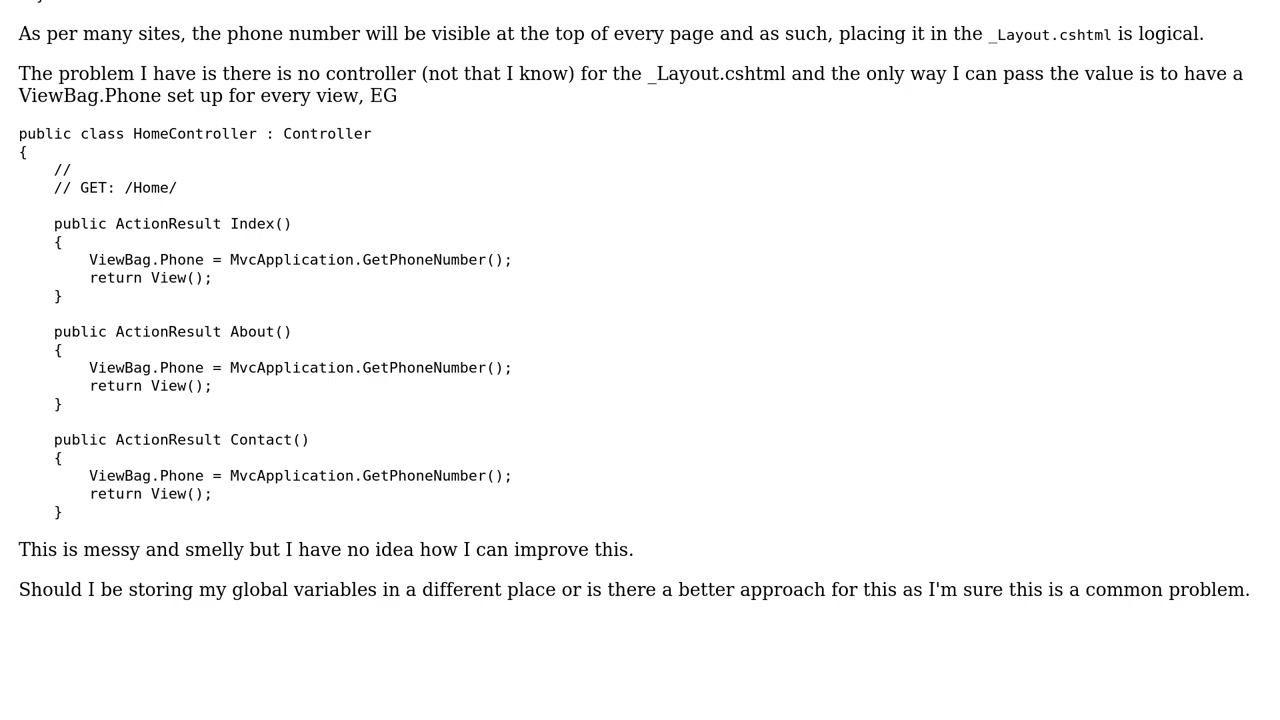 As per many sites, the phone number will be visible at the top of every page and as such, placing it in the _Layout.cshtml is logical.
The problem I have is there is no controller (not that I know) for the _Layout.cshtml and the only way I can pass the value is to have a
ViewBag.Phone set up for every view, EG
public class HomeController : Controller
{
    //
    // GET: /Home/
    public ActionResult Index()
    {
        ViewBag.Phone = MvcApplication.GetPhoneNumber();
        return View();
    }
    public ActionResult About()
    {
        ViewBag.Phone = MvcApplication.GetPhoneNumber();
        return View();
    }
    public ActionResult Contact()
    {
        ViewBag.Phone = MvcApplication.GetPhoneNumber();
        return View();
    }
This is messy and smelly but I have no idea how I can improve this.
Should I be storing my global variables in a different place or is there a better approach for this as I'm sure this is a common problem.